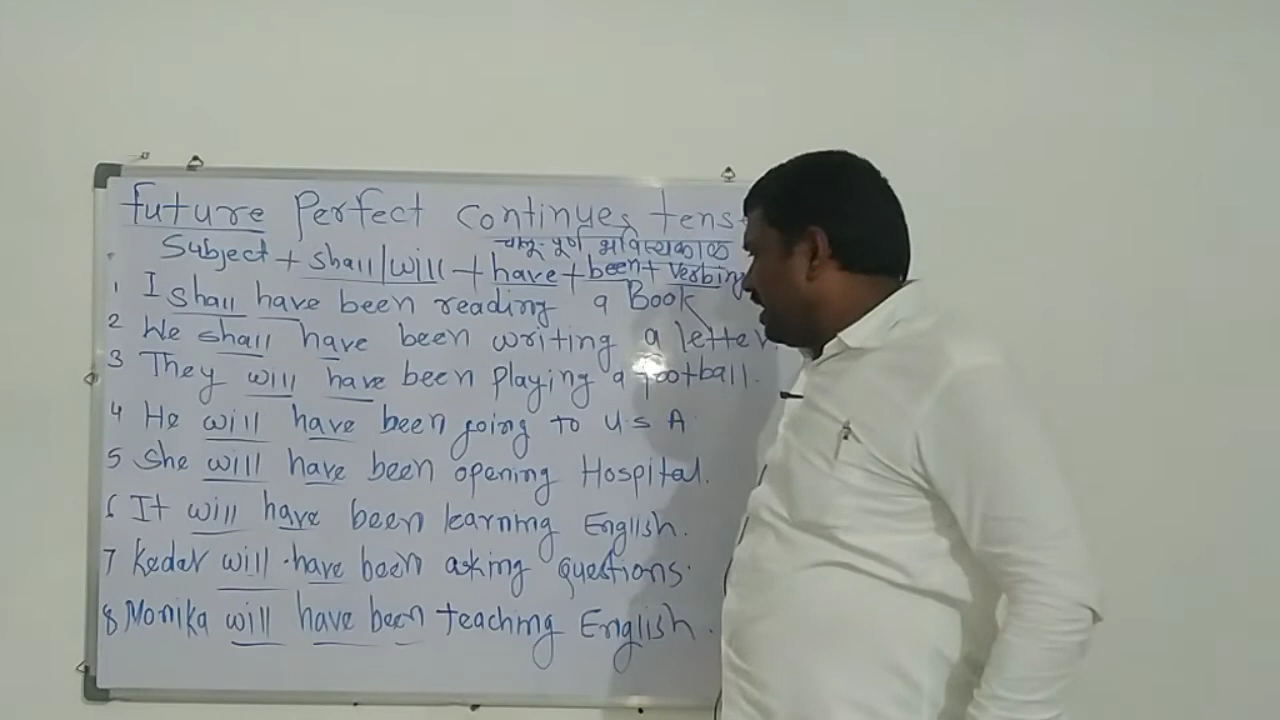 Future Perfect Continues tens
चालू पूर्ण भविष्यकाळ
Subject + shall/will + have + been + Verbing
1 I shall have been reading a Book
2 We shall have been writing a letter.
3 They will have been playing a football.
4 He will have been going to U.S A.
5 She will have been opening Hospital.
6 It will have been learning English.
7 Kedar will have been asking questions.
8 Monika will have been teaching English.